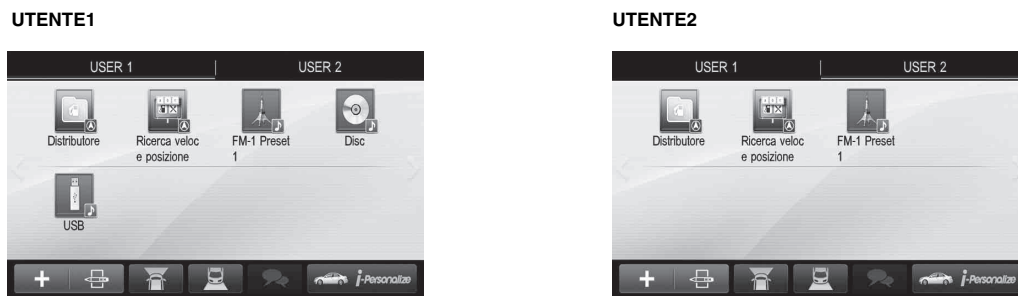 UTENTE1
USER 1
USER 2
Distributore
Ricerca veloc
e posizione
FM-1 Preset
1
Disc
USB
i-Personalize
UTENTE2
USER 1
USER 2
Distributore
Ricerca veloc
e posizione
FM-1 Preset
1
i-Personalize